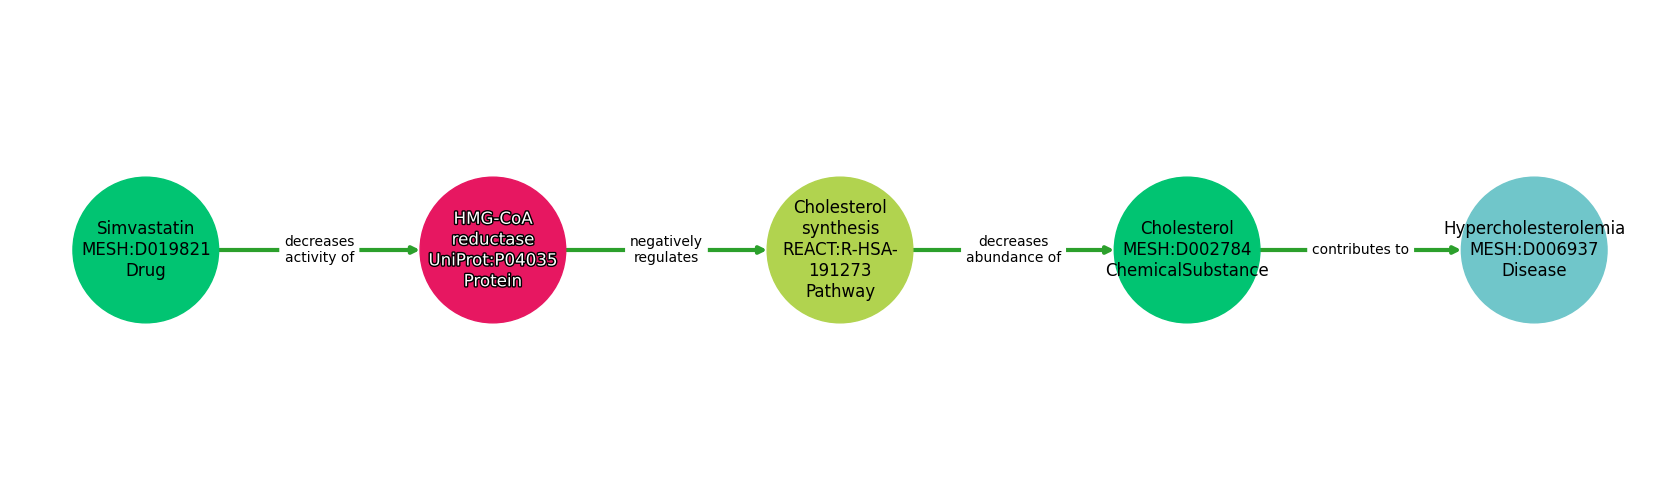 Simvastatin
MESH:D019821
Drug
decreases
activity of
HMG-CoA
reductase
UniProt:P04035
Protein
negatively
regulates
Cholesterol
synthesis
REACT:R-HSA-
191273
Pathway
decreases
abundance of
Cholesterol
MESH:D002784
ChemicalSubstance
contributes to
Hypercholesterolemia
MESH:D006937
Disease